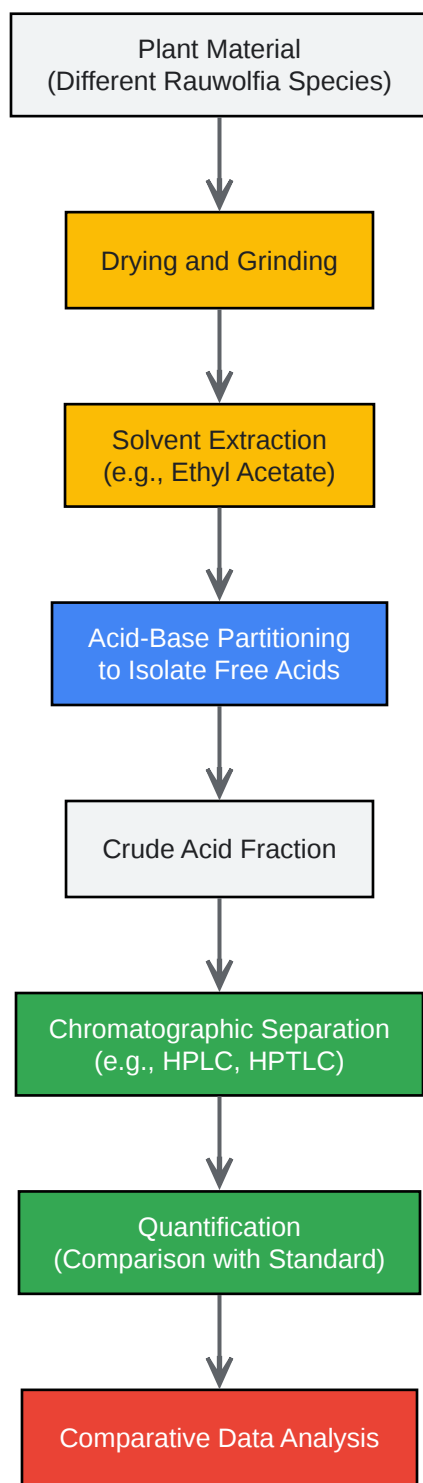 Plant Material
(Different Rauwolfia Species)
Drying and Grinding
Solvent Extraction
(e.g., Ethyl Acetate)
Acid-Base Partitioning
to Isolate Free Acids
Crude Acid Fraction
Chromatographic Separation
(e.g., HPLC, HPTLC)
Quantification
(Comparison with Standard)
Comparative Data Analysis